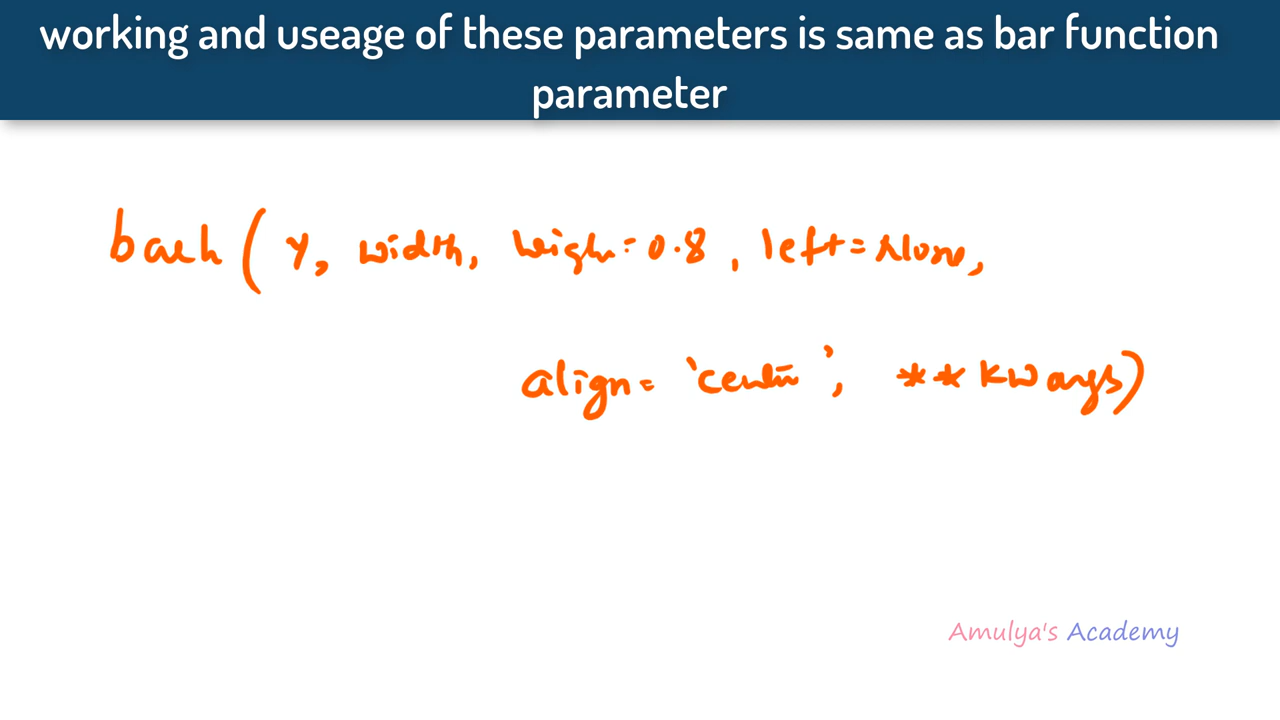 working and useage of these parameters is same as bar function
parameter
barh ( y, width, heigh=0.8, left=None,
align= 'center', **kwargs)
Amulya's Academy